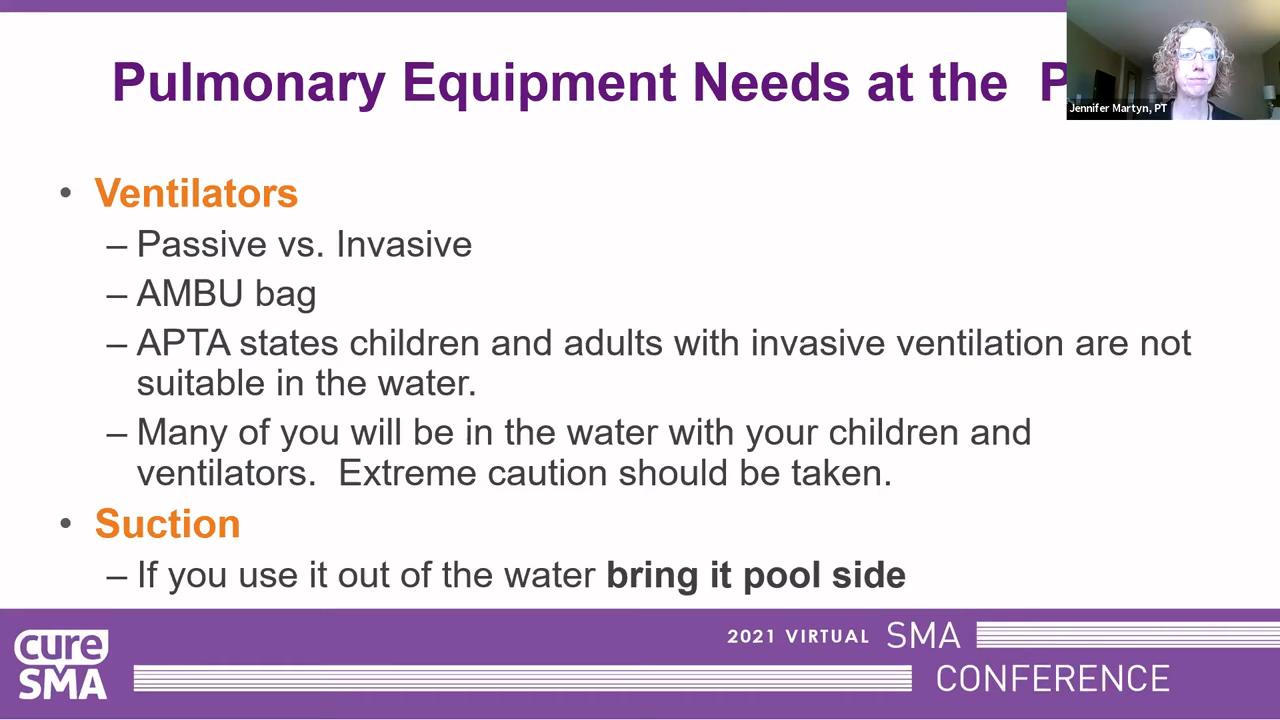 Pulmonary Equipment Needs at the
Jennifer Martyn, PT
• Ventilators
– Passive vs. Invasive
– AMBU bag
– APTA states children and adults with invasive ventilation are not
suitable in the water.
– Many of you will be in the water with your children and
ventilators. Extreme caution should be taken.
• Suction
– If you use it out of the water bring it pool side
cure
SMA
2021 VIRTUAL SMA
CONFERENCE